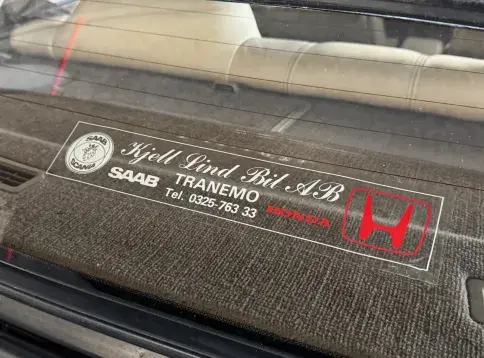 SAAB
SCANIA
Kjell Lind Bil AB
SAAB TRANEMO
Tel. 0325-763 33
HONDA